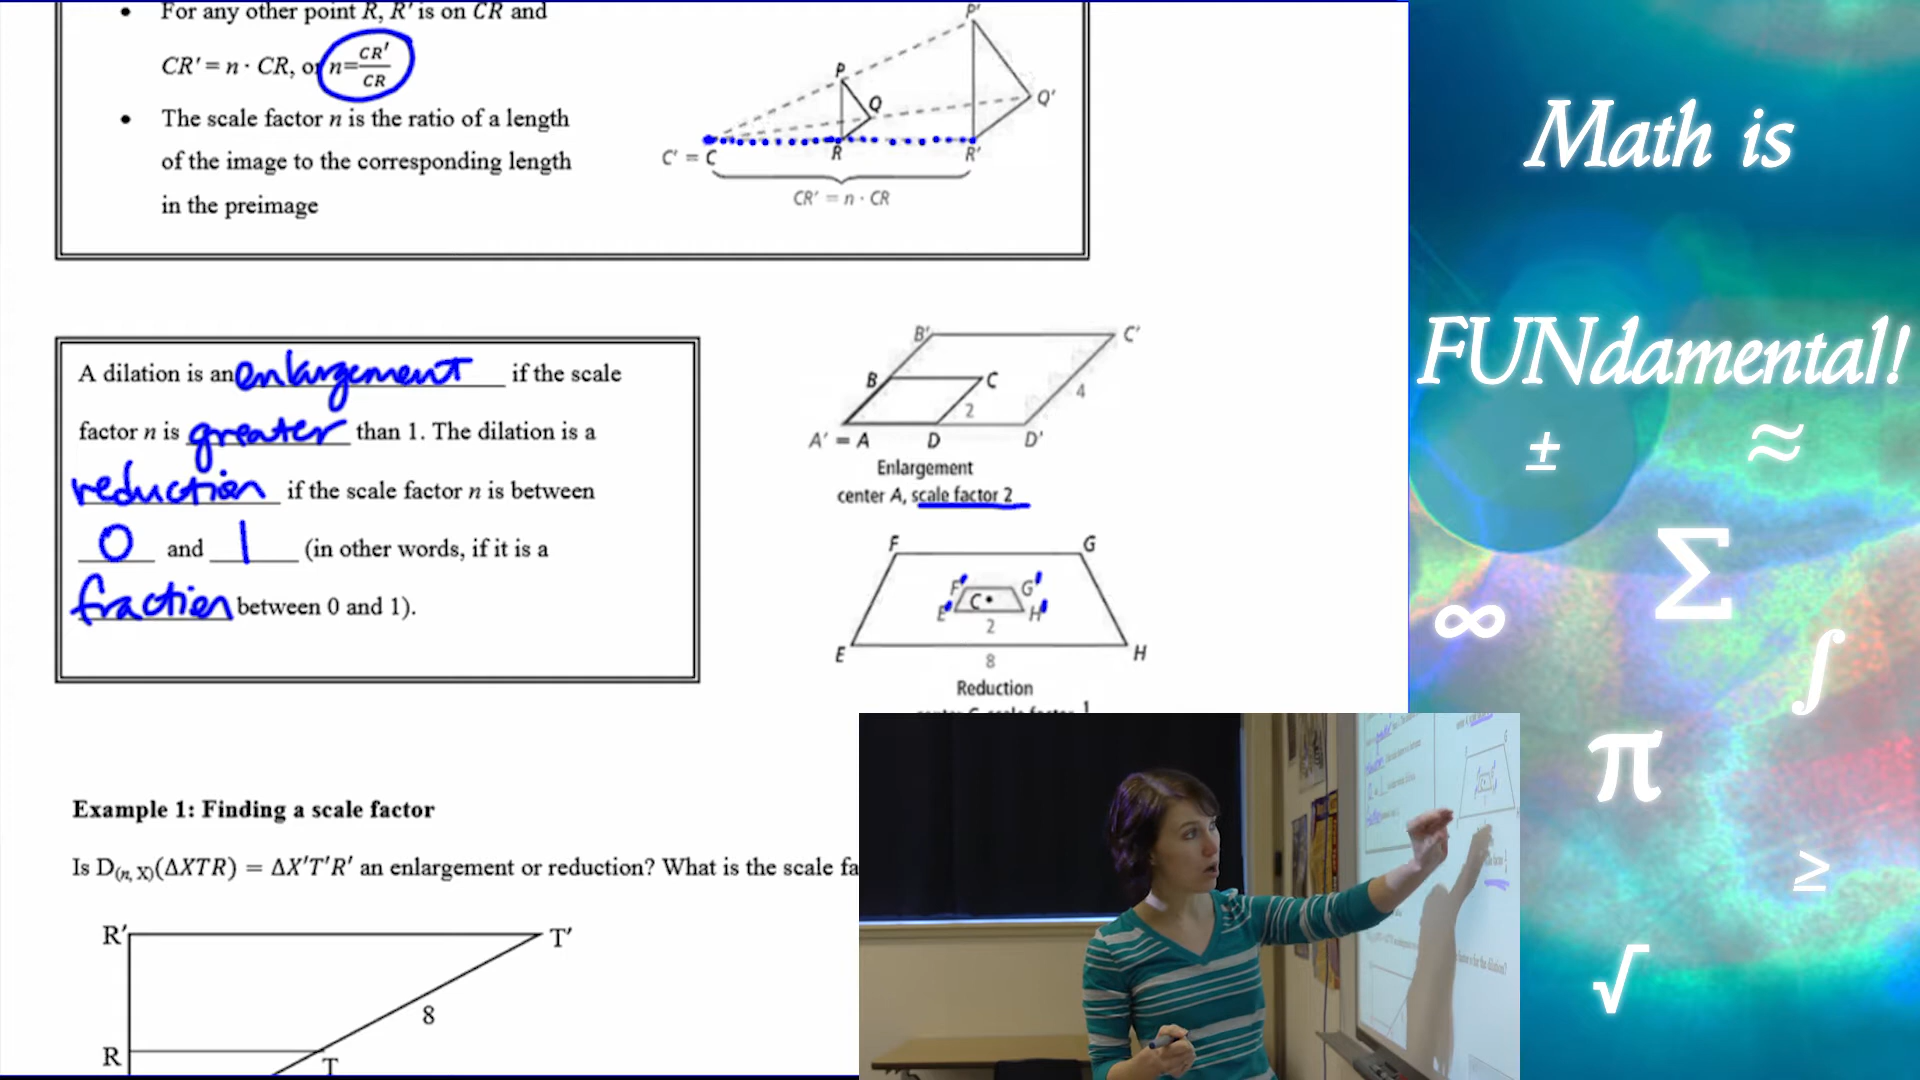 • For any other point R, R′ is on CR and
CR′ = n · CR, or n = CR′/CR
• The scale factor n is the ratio of a length
of the image to the corresponding length
in the preimage
P′
P
Q
Q′
C′ = C
R
R′
CR′ = n · CR
A dilation is an enlargement if the scale
factor n is greater than 1. The dilation is a
reduction if the scale factor n is between
0 and 1 (in other words, if it is a
fraction between 0 and 1).
B′
C′
B
C
4
2
A′ = A
D
D′
Enlargement
center A, scale factor 2
F
G
F′
G′
C •
E′
H′
2
E
H
8
Reduction
center C, scale factor 1
Example 1: Finding a scale factor
Is D(n, X)(ΔXTR) = ΔX′T′R′ an enlargement or reduction? What is the scale fa
R′
T′
8
R
T
Math is
FUNdamental!
±
≈
Σ
∞
∫
π
≥
√